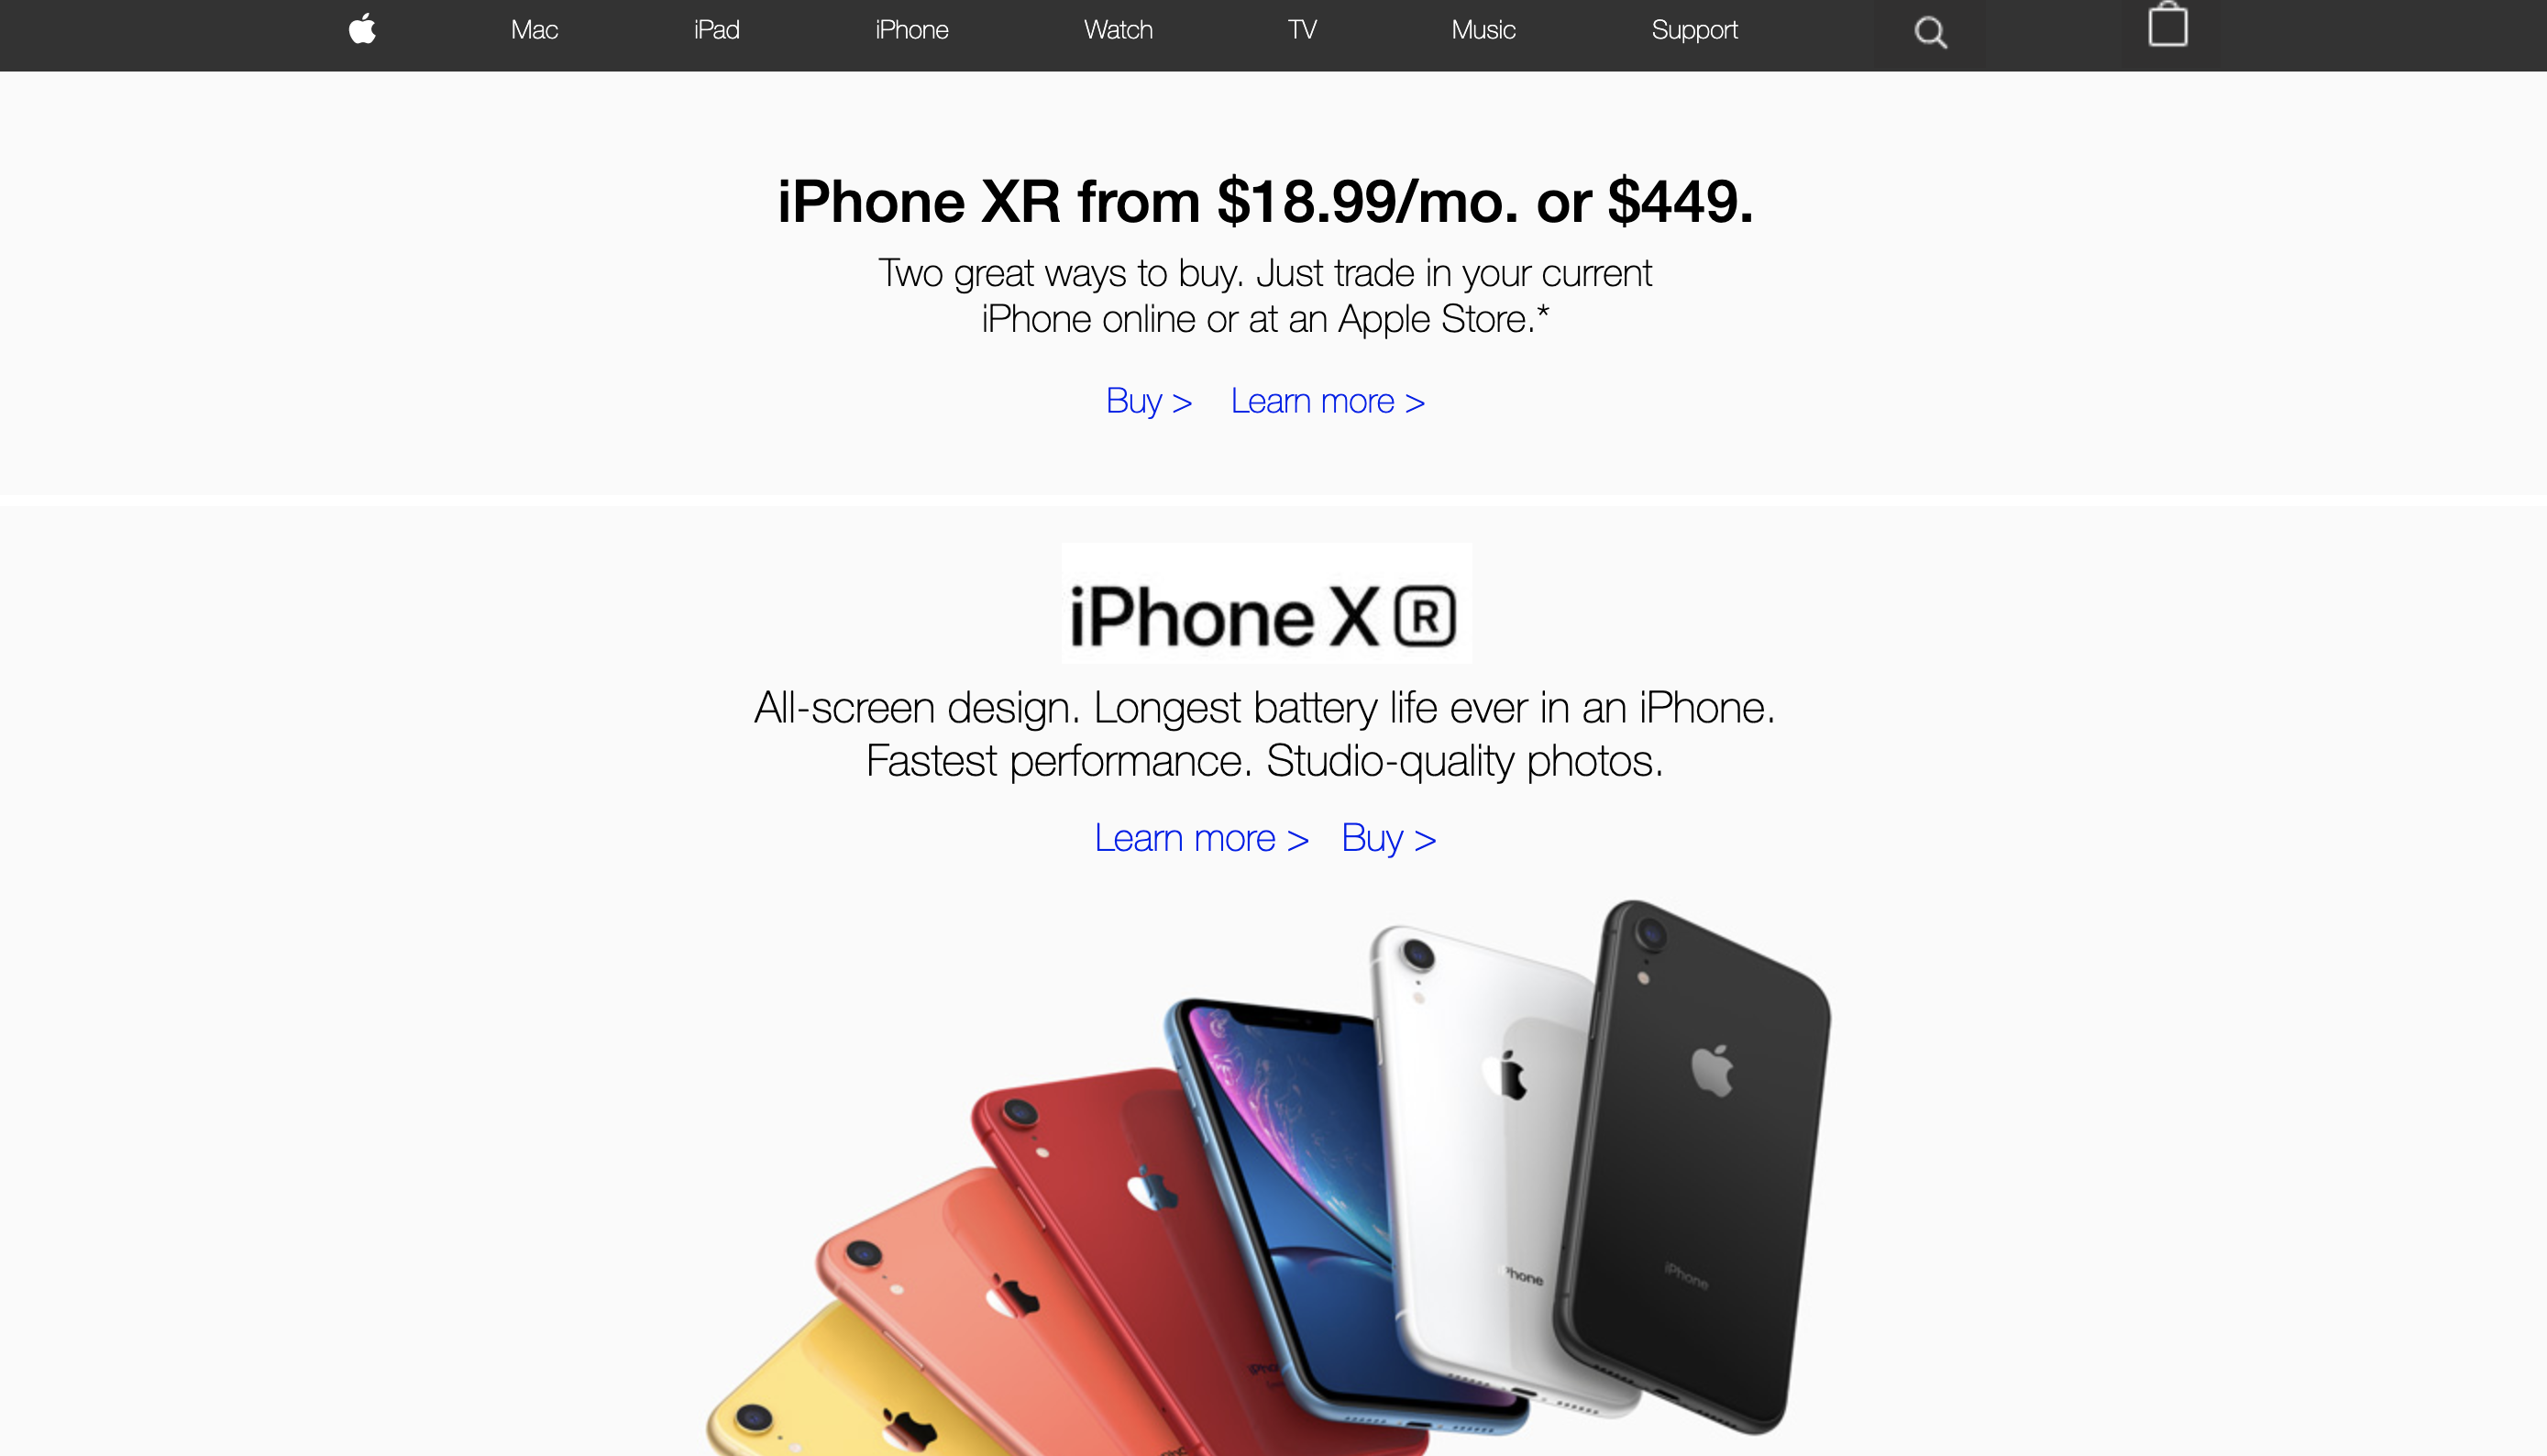 Mac iPad iPhone Watch TV Music Support
iPhone XR from $18.99/mo. or $449.
Two great ways to buy. Just trade in your current
iPhone online or at an Apple Store.*
Buy > Learn more >
iPhone XR
All-screen design. Longest battery life ever in an iPhone.
Fastest performance. Studio-quality photos.
Learn more > Buy >
iPhone
iPhone